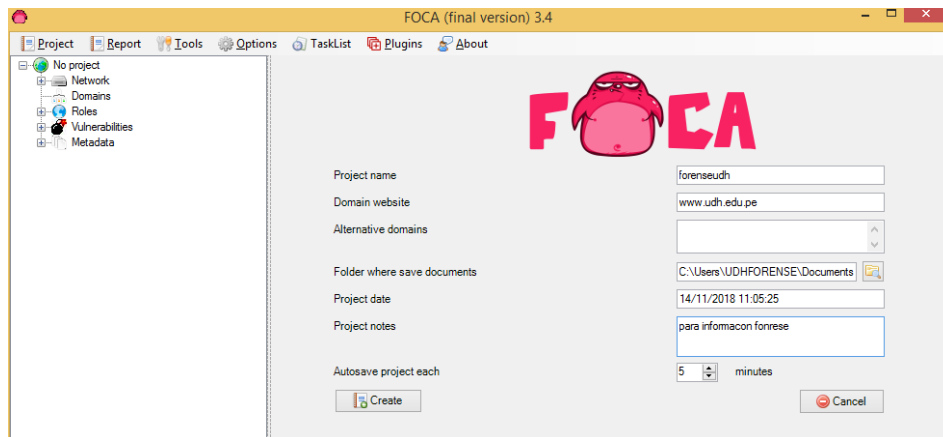 FOCA (final version) 3.4
Project Report Tools Options TaskList Plugins About
No project
Network
Domains
Roles
Vulnerabilities
Metadata
FOCA
Project name forenseudh
Domain website www.udh.edu.pe
Alternative domains
Folder where save documents C:\Users\UDHFORENSE\Documents
Project date 14/11/2018 11:05:25
Project notes para informacon fonrese
Autosave project each 5 minutes
Create Cancel